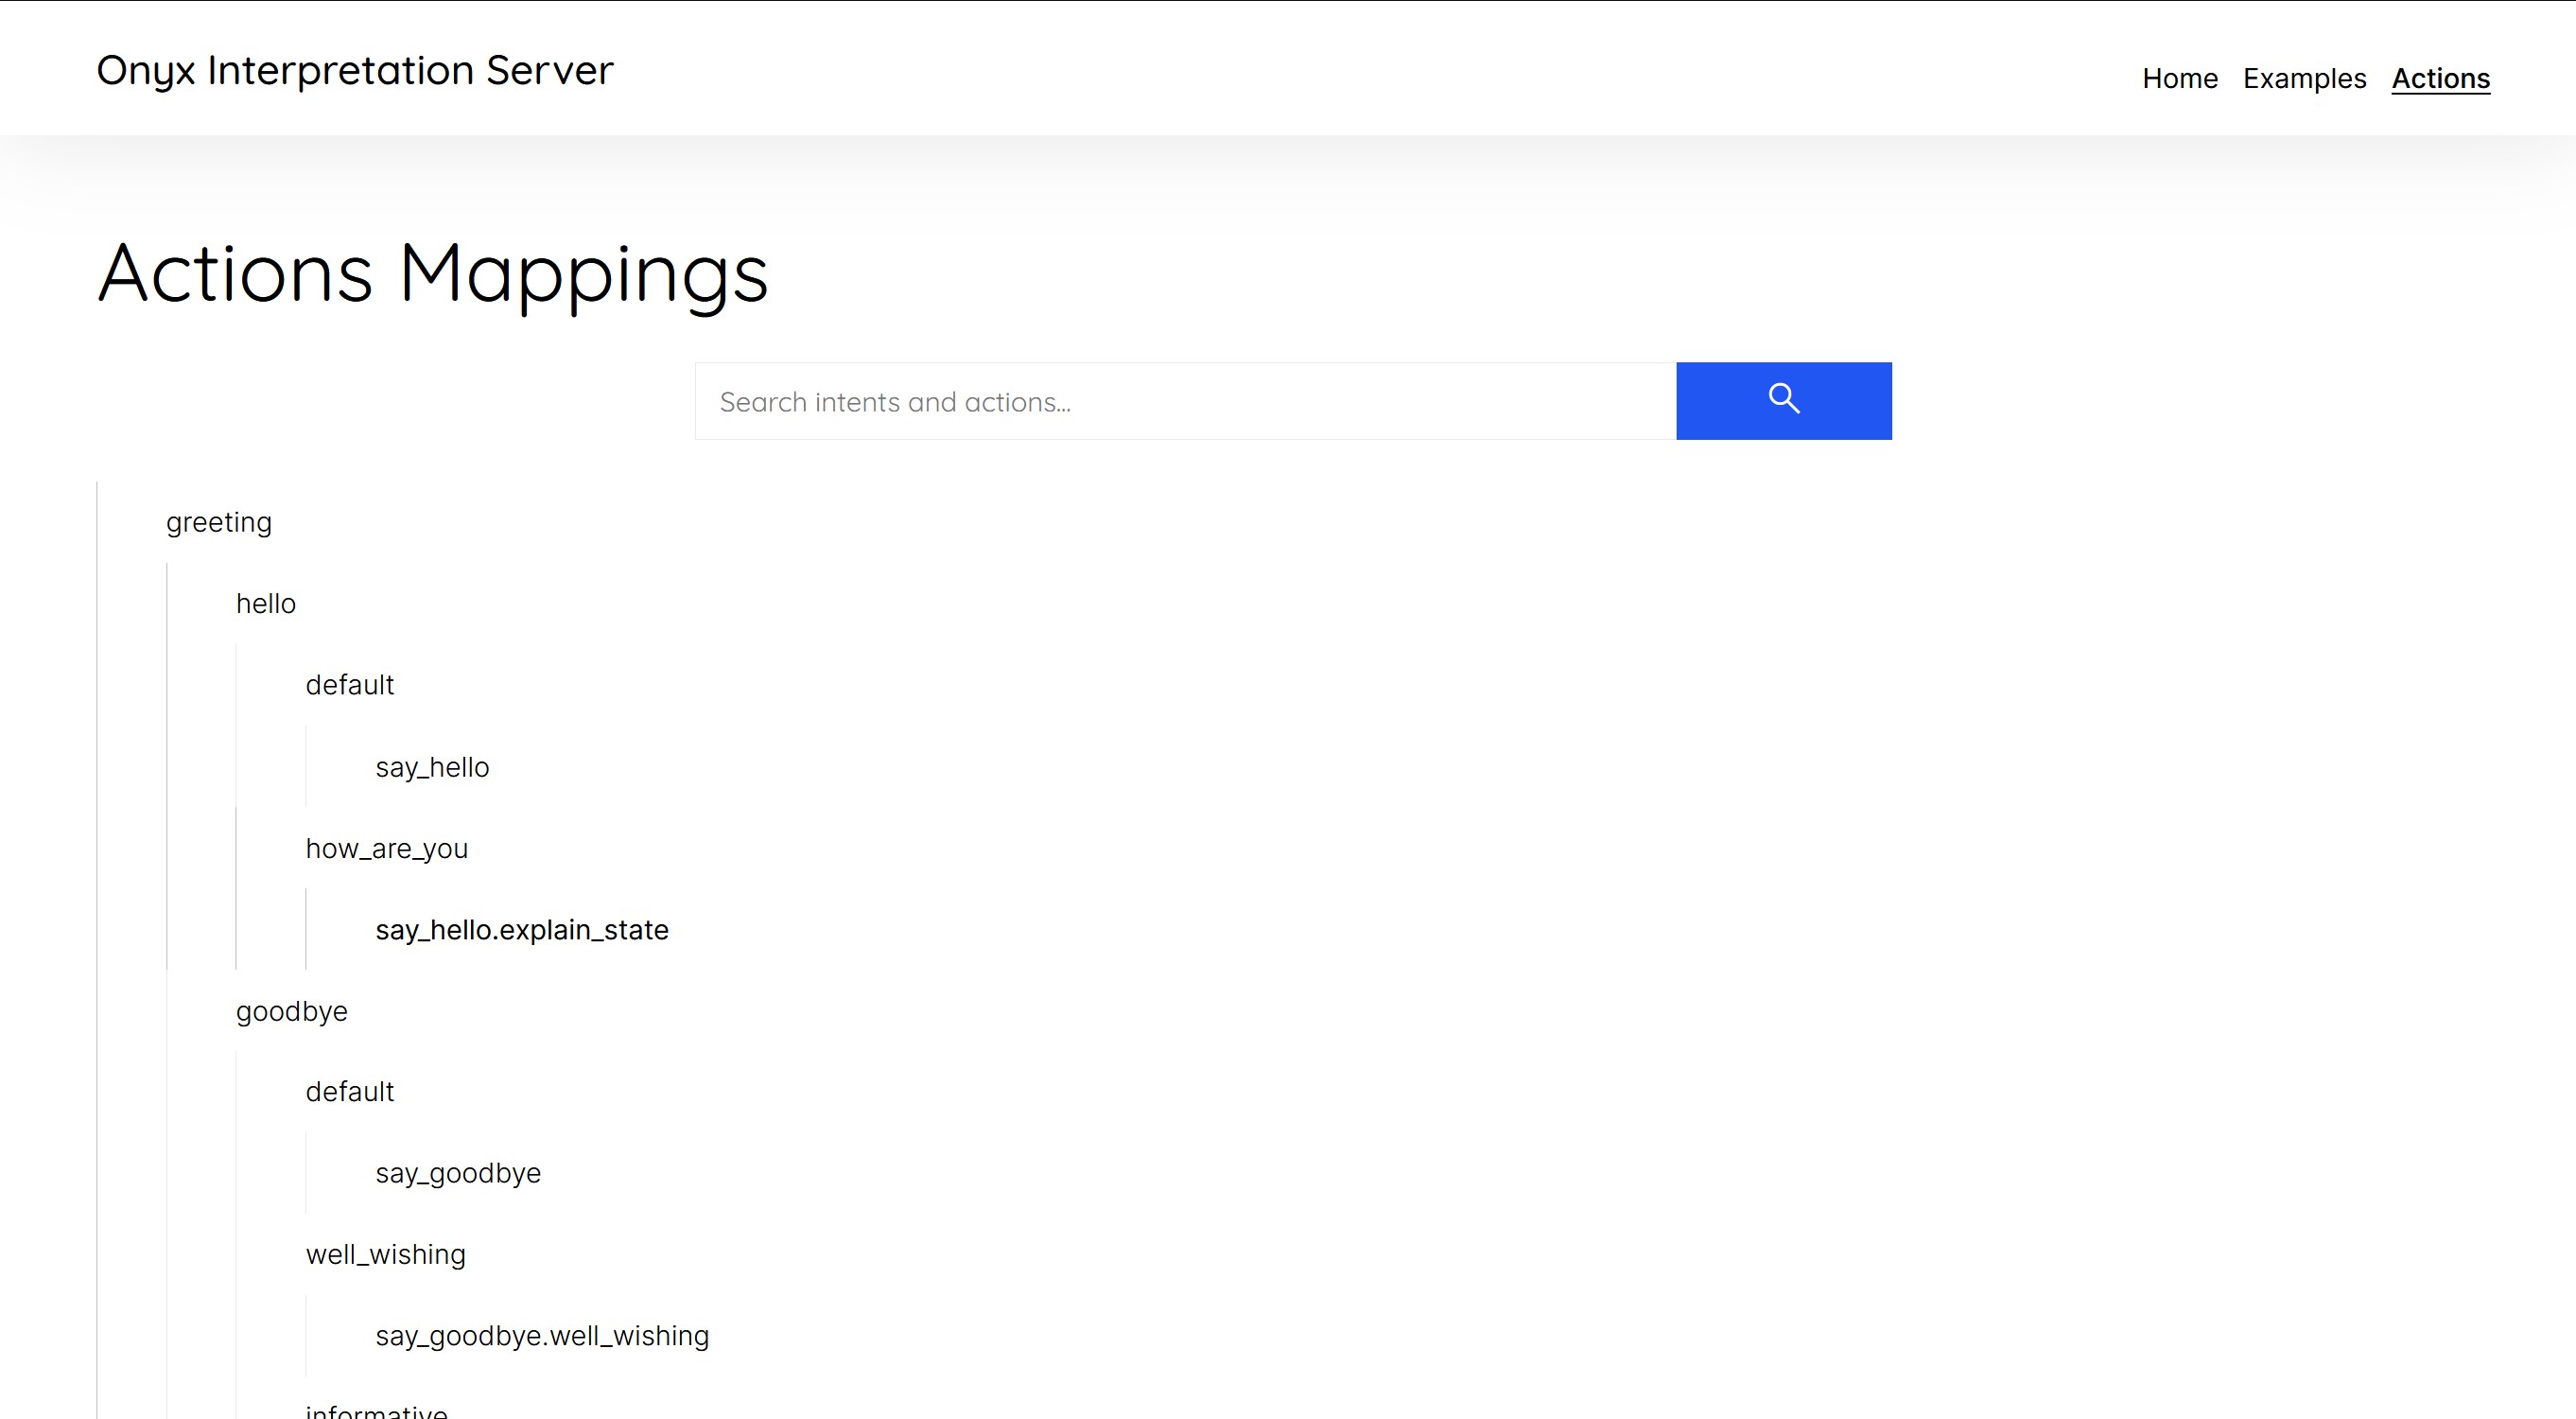 Onyx Interpretation Server
Home Examples Actions
Actions Mappings
Search intents and actions...
greeting
hello
default
say_hello
how_are_you
say_hello.explain_state
goodbye
default
say_goodbye
well_wishing
say_goodbye.well_wishing
informative